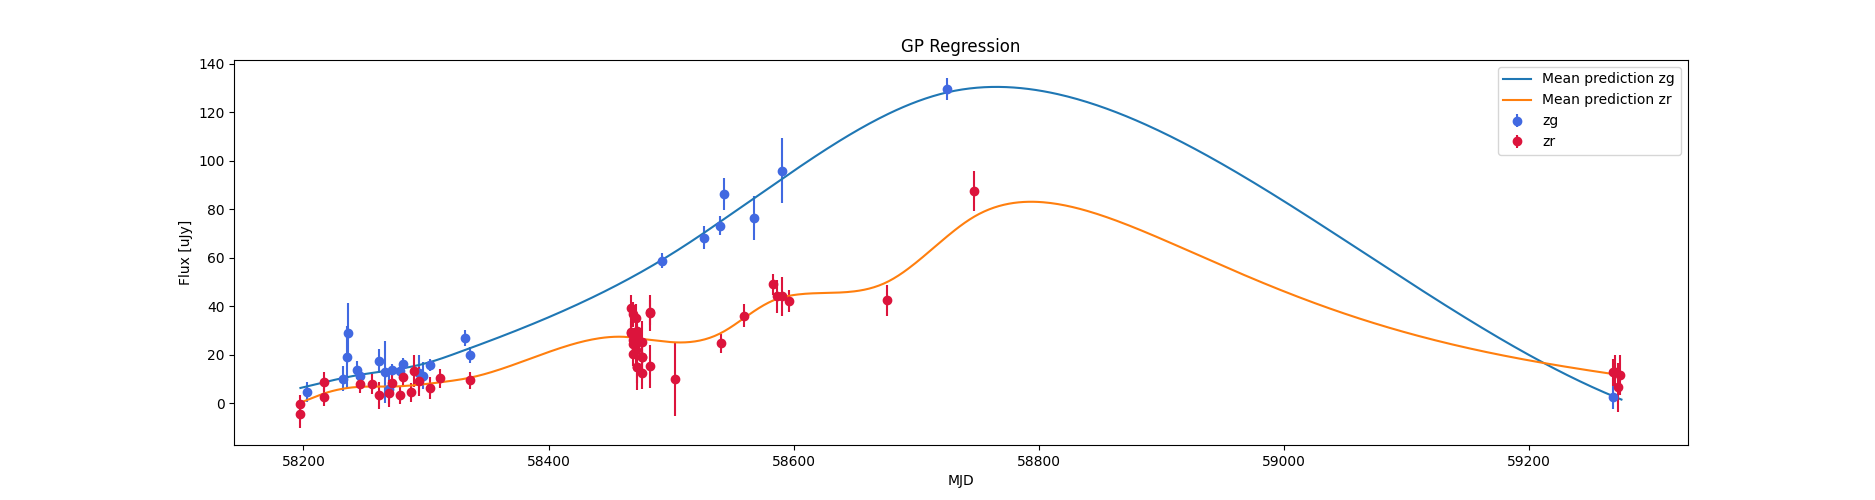 GP Regression
140
120
100
80
60
40
20
0
Flux [uJy]
58200
58400
58600
58800
59000
59200
MJD
Mean prediction zg
Mean prediction zr
zg
zr